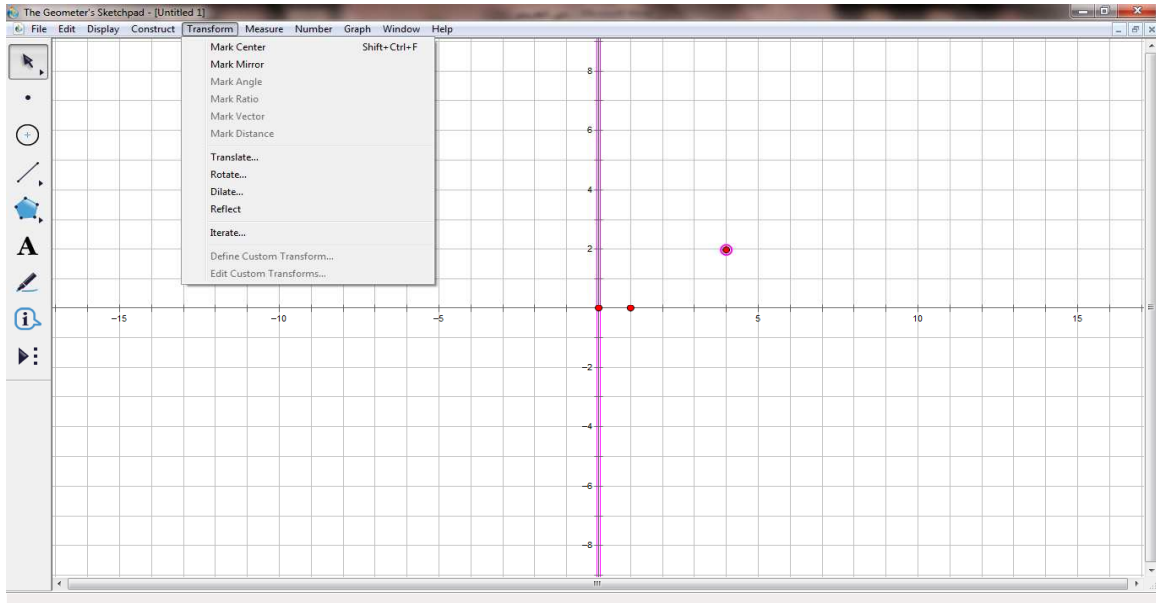 The Geometer's Sketchpad - [Untitled 1]
File Edit Display Construct Transform Measure Number Graph Window Help
Mark Center Shift+Ctrl+F
Mark Mirror
Mark Angle
Mark Ratio
Mark Vector
Mark Distance
Translate...
Rotate...
Dilate...
Reflect
Iterate...
Define Custom Transform...
Edit Custom Transforms...
A
i
8
6
4
2
-15 -10 -5 5 10 15
-2
-4
-6
-8